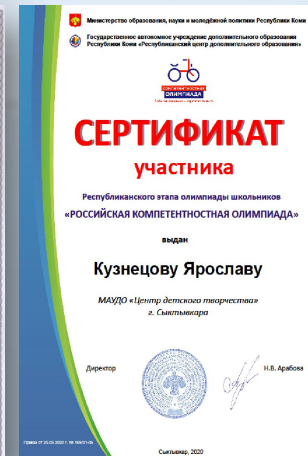 Министерство образования, науки и молодёжной политики Республики Коми
Государственное автономное учреждение дополнительного образования
Республики Коми «Республиканский центр дополнительного образования»
КОМПЕТЕНТНОСТНАЯ
ОЛИМПИАДА
СЕРТИФИКАТ
участника
Республиканского этапа олимпиады школьников
«РОССИЙСКАЯ КОМПЕТЕНТНОСТНАЯ ОЛИМПИАДА»
выдан
Кузнецову Ярославу
МАУДО «Центр детского творчества»
г. Сыктывкара
Директор
Н.В. Арабова
Сыктывкар, 2020